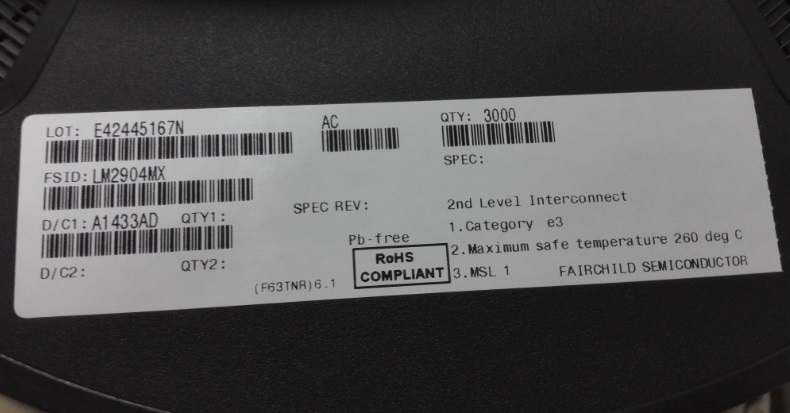 LOT: E42445167N
AC
QTY: 3000
SPEC:
FSID: LM2904MX
SPEC REV:
2nd Level Interconnect
D/C1: A1433AD QTY1:
1.Category e3
Pb-free
2.Maximum safe temperature 260 deg C
D/C2: QTY2:
RoHS
COMPLIANT
3.MSL 1 FAIRCHILD SEMICONDUCTOR
(F63TNR)6.1